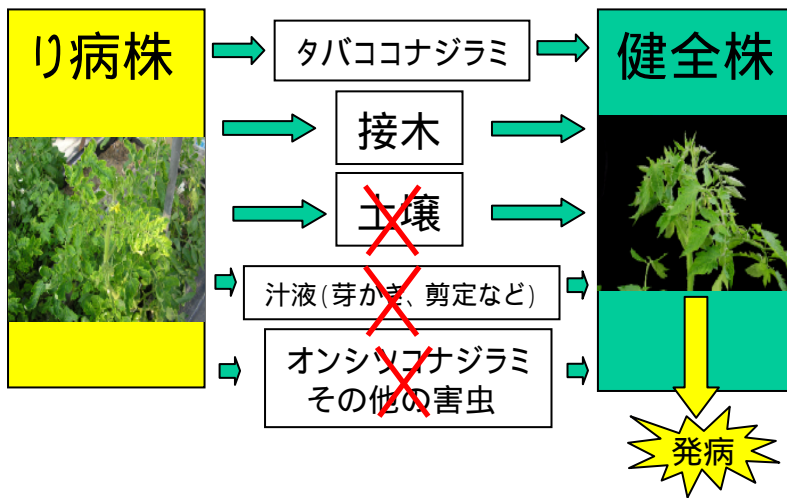 り病株
タバココナジラミ
健全株
接木
土壌
汁液(芽かき、剪定など)
オンシツコナジラミ
その他の害虫
発病